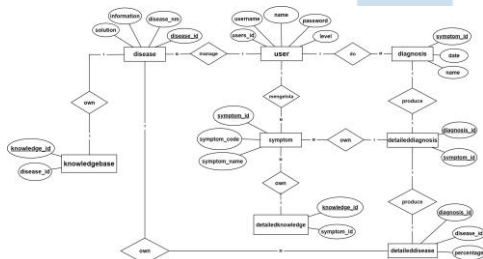 information
disease_nm
solution
disease_id
username
name
password
users_id
level
symtom_id
date
name
disease
manage
user
do
diagnosis
own
mengelola
produce
knowledge_id
disease_id
knowledgebase
symptom_id
symptom_code
symptom_name
symptom
own
detaileddiagnosis
diagnosis_id
symptom_id
own
produce
detailedknowledge
knowledge_id
symptom_id
diagnosis_id
disease_id
percentage
own
detaileddisease